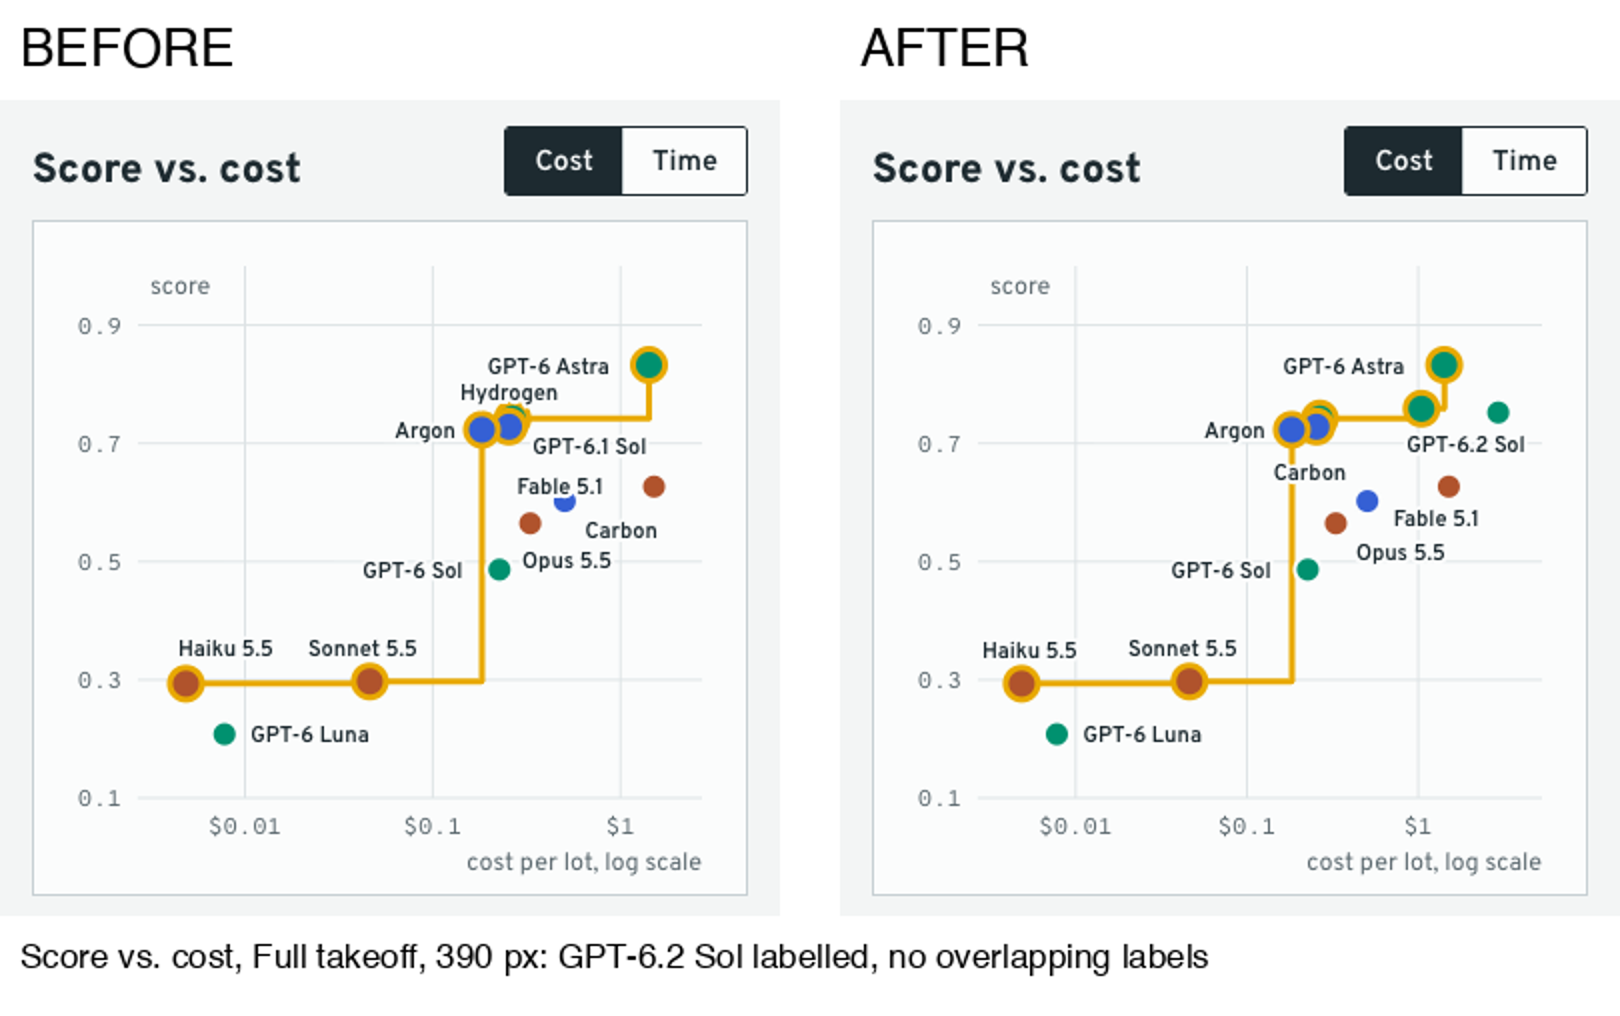 BEFORE
Score vs. cost
Cost
Time
score
0.9
GPT-6 Astra
Hydrogen
Argon
0.7
GPT-6.1 Sol
Fable 5.1
Carbon
0.5
Opus 5.5
GPT-6 Sol
Haiku 5.5
Sonnet 5.5
0.3
GPT-6 Luna
0.1
$0.01
$0.1
$1
cost per lot, log scale
AFTER
Score vs. cost
Cost
Time
score
0.9
GPT-6 Astra
Argon
0.7
GPT-6.2 Sol
Carbon
Fable 5.1
Opus 5.5
0.5
GPT-6 Sol
Haiku 5.5
Sonnet 5.5
0.3
GPT-6 Luna
0.1
$0.01
$0.1
$1
cost per lot, log scale
Score vs. cost, Full takeoff, 390 px: GPT-6.2 Sol labelled, no overlapping labels